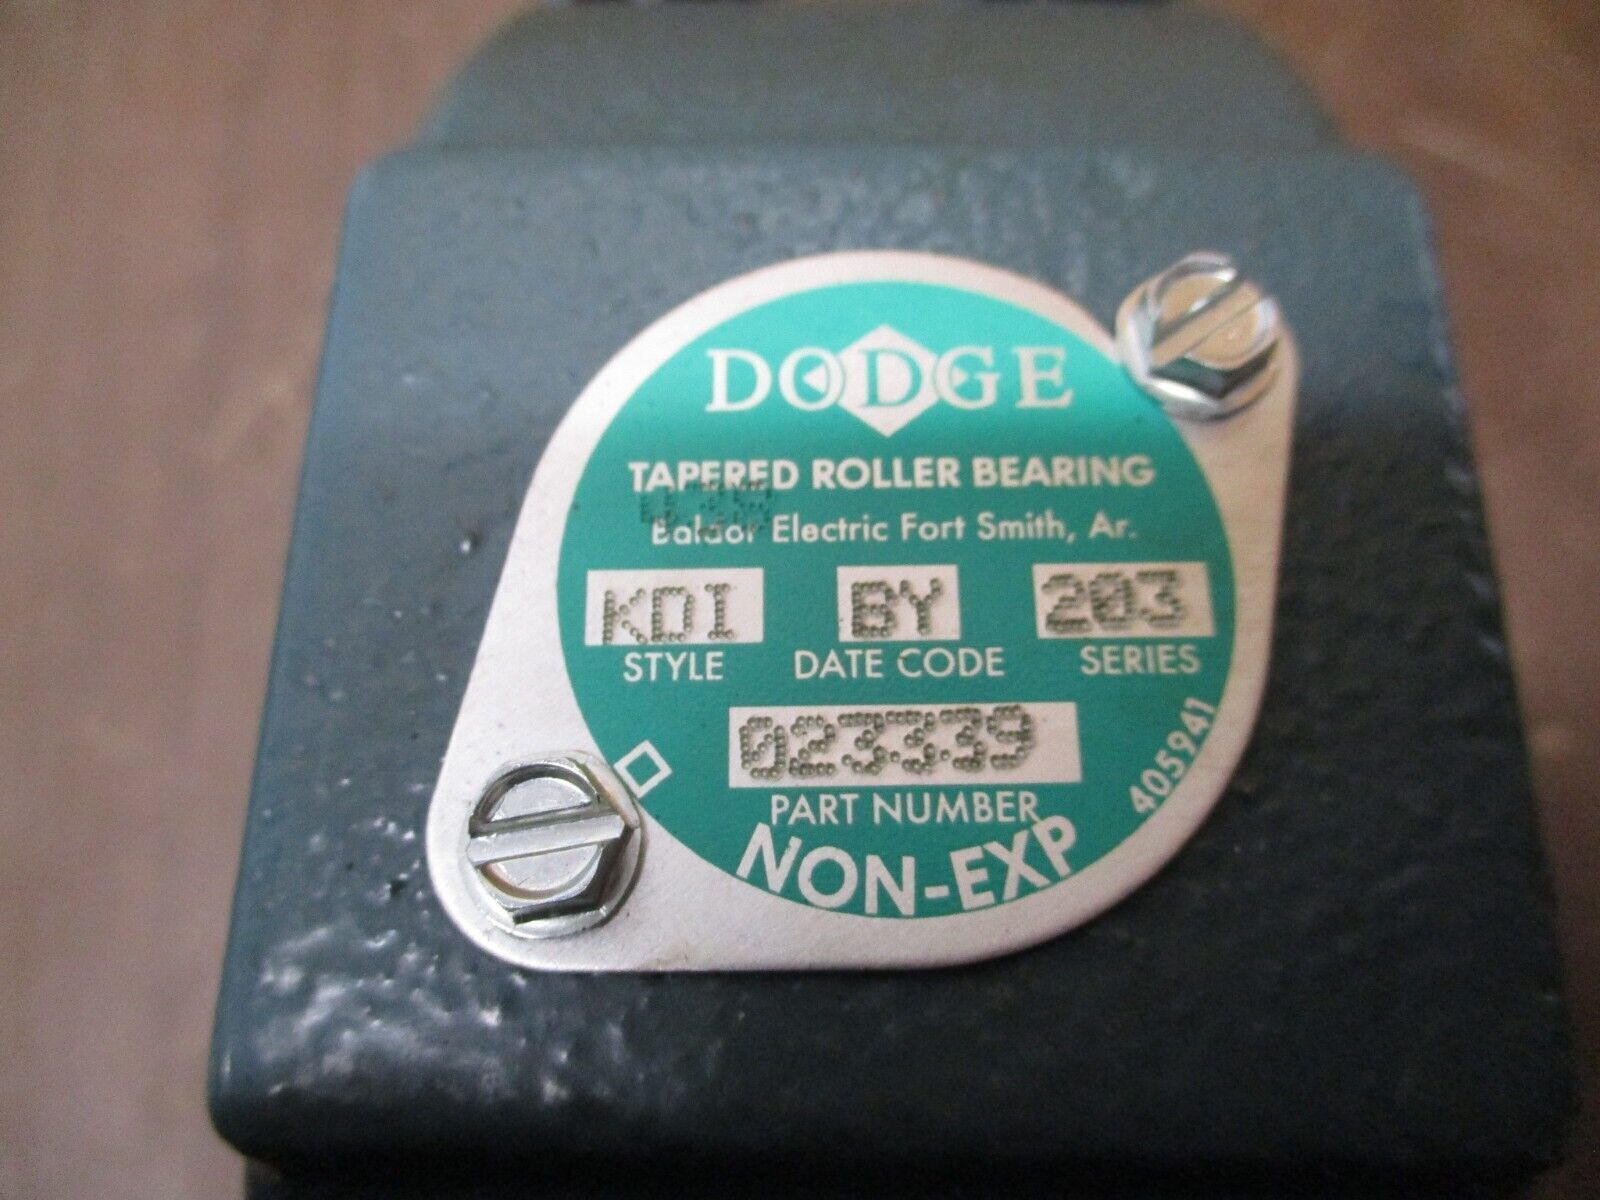 DODGE
TAPERED ROLLER BEARING
Baldor Electric Fort Smith, Ar.
KDI BY 203
STYLE DATE CODE SERIES
023339
PART NUMBER
NON-EXP
405941